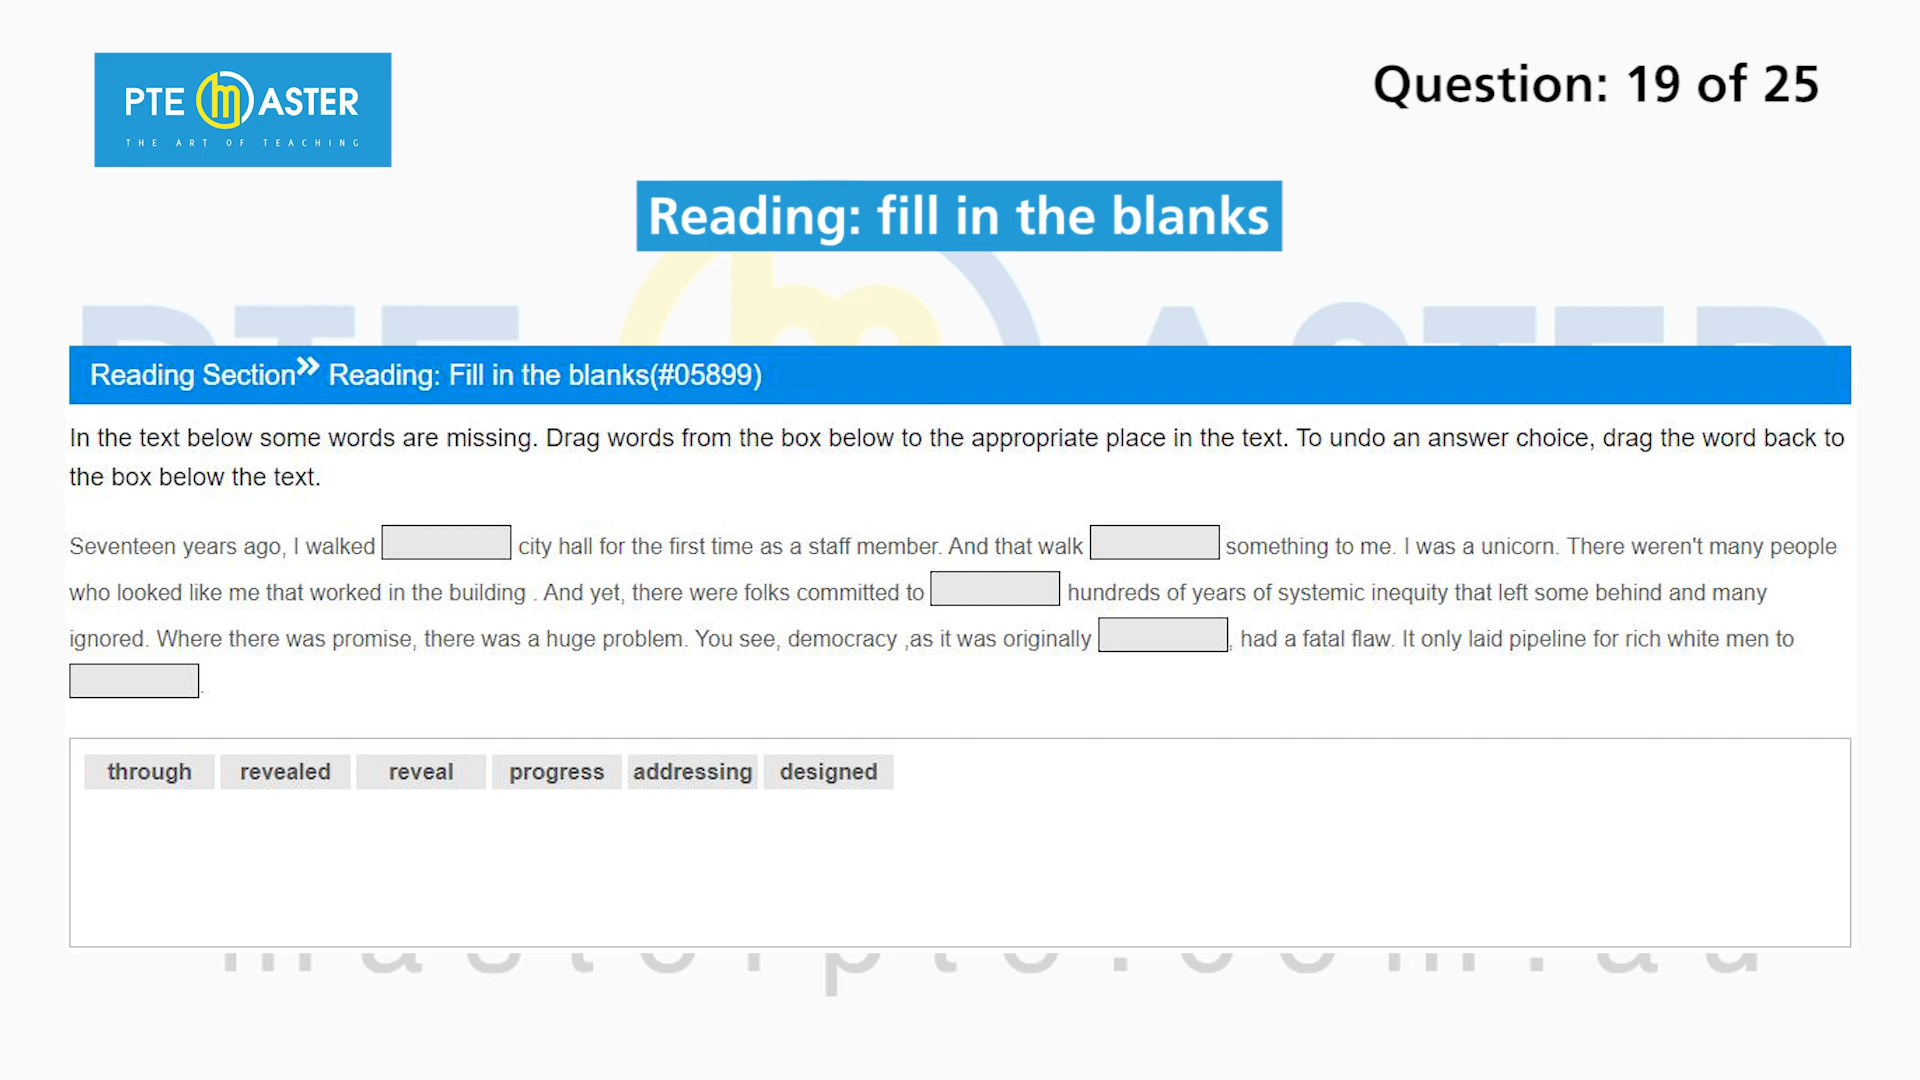 PTE MASTER
THE ART OF TEACHING
Question: 19 of 25
Reading: fill in the blanks
PTE MASTER
Reading Section» Reading: Fill in the blanks(#05899)
In the text below some words are missing. Drag words from the box below to the appropriate place in the text. To undo an answer choice, drag the word back to
the box below the text.
Seventeen years ago, I walked city hall for the first time as a staff member. And that walk something to me. I was a unicorn. There weren't many people
who looked like me that worked in the building . And yet, there were folks committed to hundreds of years of systemic inequity that left some behind and many
ignored. Where there was promise, there was a huge problem. You see, democracy ,as it was originally , had a fatal flaw. It only laid pipeline for rich white men to
.
through revealed reveal progress addressing designed
masterpte.com.au